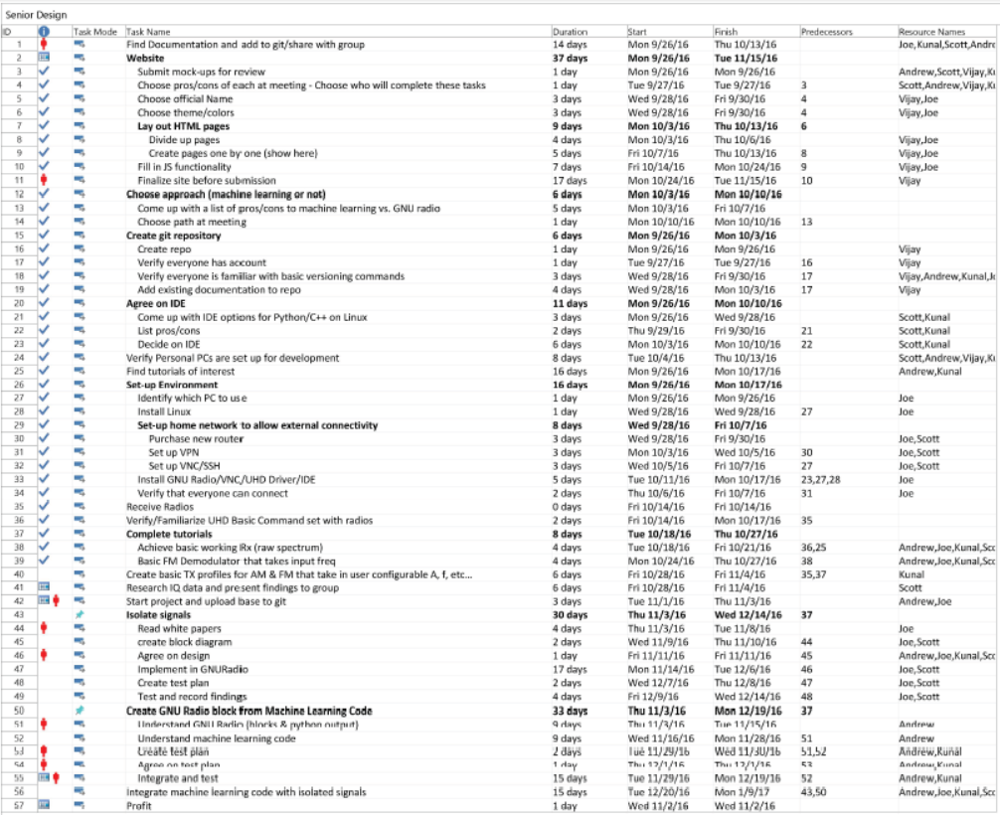 Senior Design
ID Task Mode Task Name Duration Start Finish Predecessors Resource Names
1 Find Documentation and add to git/share with group 14 days Mon 9/26/16 Thu 10/13/16 Joe,Kunal,Scott,Andre
2 Website 37 days Mon 9/26/16 Tue 11/15/16
3 Submit mock-ups for review 1 day Mon 9/26/16 Mon 9/26/16 Andrew,Scott,Vijay,Ku
4 Choose pros/cons of each at meeting - Choose who will complete these tasks 1 day Tue 9/27/16 Tue 9/27/16 3 Scott,Andrew,Vijay,Ku
5 Choose official Name 3 days Wed 9/28/16 Fri 9/30/16 4 Vijay,Joe
6 Choose theme/colors 3 days Wed 9/28/16 Fri 9/30/16 4 Vijay,Joe
7 Lay out HTML pages 9 days Mon 10/3/16 Thu 10/13/16 6
8 Divide up pages 4 days Mon 10/3/16 Thu 10/6/16 Vijay,Joe
9 Create pages one by one (show here) 5 days Fri 10/7/16 Thu 10/13/16 8 Vijay,Joe
10 Fill in JS functionality 7 days Fri 10/14/16 Mon 10/24/16 9 Vijay,Joe
11 Finalize site before submission 17 days Mon 10/24/16 Tue 11/15/16 10 Vijay
12 Choose approach (machine learning or not) 6 days Mon 10/3/16 Mon 10/10/16
13 Come up with a list of pros/cons to machine learning vs. GNU radio 5 days Mon 10/3/16 Fri 10/7/16
14 Choose path at meeting 1 day Mon 10/10/16 Mon 10/10/16 13
15 Create git repository 6 days Mon 9/26/16 Mon 10/3/16
16 Create repo 1 day Mon 9/26/16 Mon 9/26/16 Vijay
17 Verify everyone has account 1 day Tue 9/27/16 Tue 9/27/16 16 Vijay
18 Verify everyone is familiar with basic versioning commands 3 days Wed 9/28/16 Fri 9/30/16 17 Vijay,Andrew,Kunal,Jo
19 Add existing documentation to repo 4 days Wed 9/28/16 Mon 10/3/16 17 Vijay
20 Agree on IDE 11 days Mon 9/26/16 Mon 10/10/16
21 Come up with IDE options for Python/C++ on Linux 3 days Mon 9/26/16 Wed 9/28/16 Scott,Kunal
22 List pros/cons 2 days Thu 9/29/16 Fri 9/30/16 21 Scott,Kunal
23 Decide on IDE 6 days Mon 10/3/16 Mon 10/10/16 22 Scott,Kunal
24 Verify Personal PCs are set up for development 8 days Tue 10/4/16 Thu 10/13/16 Scott,Andrew,Vijay,Ku
25 Find tutorials of interest 16 days Mon 9/26/16 Mon 10/17/16 Andrew,Kunal
26 Set-up Environment 16 days Mon 9/26/16 Mon 10/17/16
27 Identify which PC to use 1 day Mon 9/26/16 Mon 9/26/16 Joe
28 Install Linux 1 day Wed 9/28/16 Wed 9/28/16 27 Joe
29 Set-up home network to allow external connectivity 8 days Wed 9/28/16 Fri 10/7/16
30 Purchase new router 3 days Wed 9/28/16 Fri 9/30/16 Joe,Scott
31 Set up VPN 3 days Mon 10/3/16 Wed 10/5/16 30 Joe,Scott
32 Set up VNC/SSH 3 days Wed 10/5/16 Fri 10/7/16 27 Joe,Scott
33 Install GNU Radio/VNC/UHD Driver/IDE 5 days Tue 10/11/16 Mon 10/17/16 23,27,28 Joe
34 Verify that everyone can connect 2 days Thu 10/6/16 Fri 10/7/16 31 Joe
35 Receive Radios 0 days Fri 10/14/16 Fri 10/14/16
36 Verify/Familiarize UHD Basic Command set with radios 2 days Fri 10/14/16 Mon 10/17/16 35
37 Complete tutorials 8 days Tue 10/18/16 Thu 10/27/16
38 Achieve basic working Rx (raw spectrum) 4 days Tue 10/18/16 Fri 10/21/16 36,25 Andrew,Joe,Kunal,Sco
39 Basic FM Demodulator that takes input freq 4 days Mon 10/24/16 Thu 10/27/16 38 Andrew,Joe,Kunal,Sco
40 Create basic TX profiles for AM & FM that take in user configurable A, f, etc... 6 days Fri 10/28/16 Fri 11/4/16 35,37 Kunal
41 Research IQ data and present findings to group 6 days Fri 10/28/16 Fri 11/4/16 Scott
42 Start project and upload base to git 3 days Tue 11/1/16 Thu 11/3/16 Andrew,Joe
43 Isolate signals 30 days Thu 11/3/16 Wed 12/14/16 37
44 Read white papers 4 days Thu 11/3/16 Tue 11/8/16 Joe
45 create block diagram 2 days Wed 11/9/16 Thu 11/10/16 44 Joe,Scott
46 Agree on design 1 day Fri 11/11/16 Fri 11/11/16 45 Andrew,Joe,Kunal,Sco
47 Implement in GNURadio 17 days Mon 11/14/16 Tue 12/6/16 46 Joe,Scott
48 Create test plan 2 days Wed 12/7/16 Thu 12/8/16 47 Joe,Scott
49 Test and record findings 4 days Fri 12/9/16 Wed 12/14/16 48 Joe,Scott
50 Create GNU Radio block from Machine Learning Code 33 days Thu 11/3/16 Mon 12/19/16 37
51 Understand GNU Radio (blocks & python output) 9 days Thu 11/3/16 Tue 11/15/16 Andrew
52 Understand machine learning code 9 days Wed 11/16/16 Mon 11/28/16 51 Andrew
53 Create test plan 2 days Tue 11/29/16 Wed 11/30/16 51,52 Andrew,Kunal
54 Agree on test plan 1 day Thu 12/1/16 Thu 12/1/16 53 Andrew,Kunal
55 Integrate and test 15 days Tue 11/29/16 Mon 12/19/16 52 Andrew,Kunal
56 Integrate machine learning code with isolated signals 15 days Tue 12/20/16 Mon 1/9/17 43,50 Andrew,Joe,Kunal,Sco
57 Profit 1 day Wed 11/2/16 Wed 11/2/16